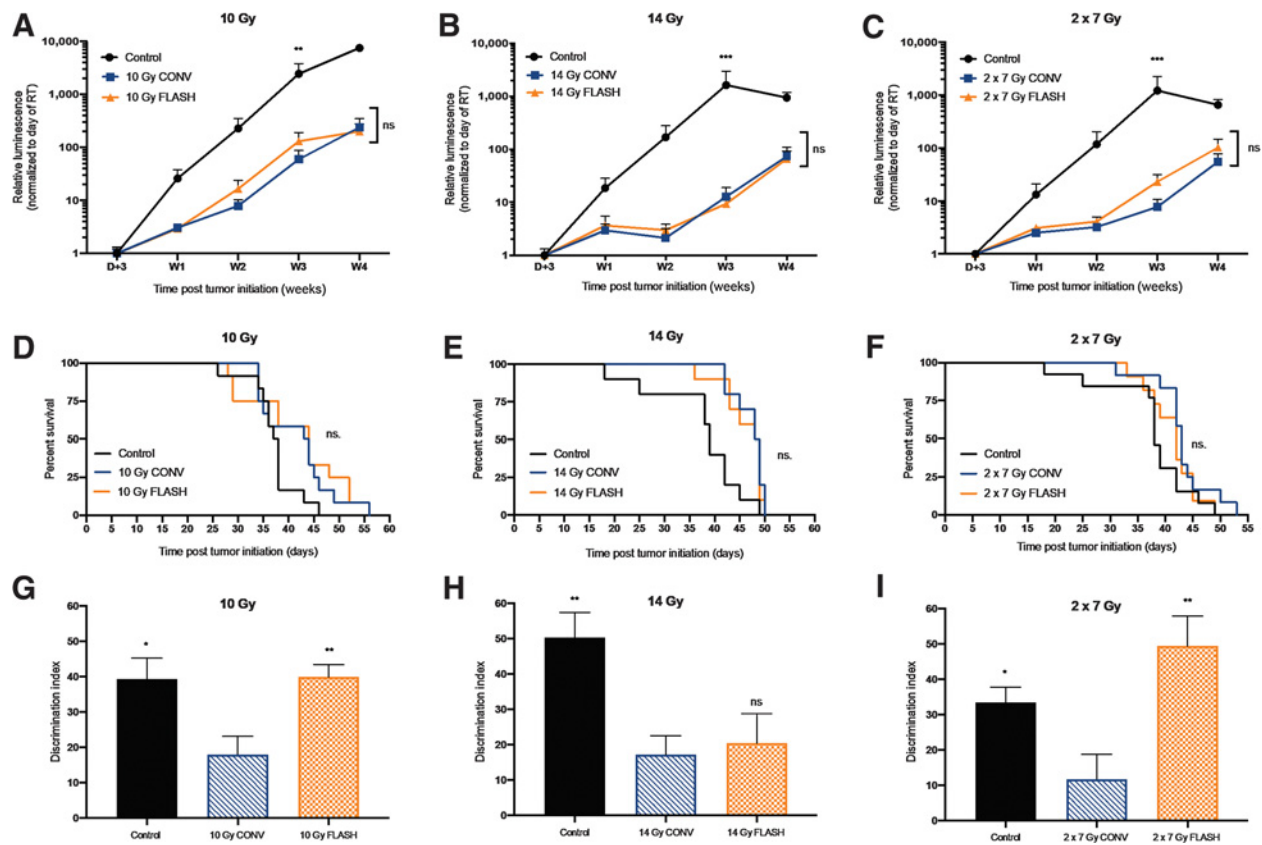 A
10 Gy
10,000
1,000
100
10
1
Relative luminescence
(normalized to day of RT)
Control
10 Gy CONV
10 Gy FLASH
**
ns
D+3 W1 W2 W3 W4
Time post tumor initiation (weeks)
B
14 Gy
10,000
1,000
100
10
1
Relative luminescence
(normalized to day of RT)
Control
14 Gy CONV
14 Gy FLASH
***
ns
D+3 W1 W2 W3 W4
Time post tumor initiation (weeks)
C
2 x 7 Gy
10,000
1,000
100
10
1
Relative luminescence
(normalized to day of RT)
Control
2 x 7 Gy CONV
2 x 7 Gy FLASH
***
ns
D+3 W1 W2 W3 W4
Time post tumor initiation (weeks)
D
10 Gy
100
75
50
25
0
Percent survival
Control
10 Gy CONV
10 Gy FLASH
ns.
0 5 10 15 20 25 30 35 40 45 50 55 60
Time post tumor initiation (days)
E
14 Gy
100
75
50
25
0
Percent survival
Control
14 Gy CONV
14 Gy FLASH
ns.
0 5 10 15 20 25 30 35 40 45 50 55 60
Time post tumor initiation (days)
F
2 x 7 Gy
100
75
50
25
0
Percent survival
Control
2 x 7 Gy CONV
2 x 7 Gy FLASH
ns.
0 5 10 15 20 25 30 35 40 45 50 55
Time post tumor initiation (days)
G
10 Gy
60
50
40
30
20
10
0
Discrimination index
*
**
Control 10 Gy CONV 10 Gy FLASH
H
14 Gy
60
50
40
30
20
10
0
Discrimination index
**
ns
Control 14 Gy CONV 14 Gy FLASH
I
2 x 7 Gy
60
50
40
30
20
10
0
Discrimination index
*
**
Control 2 x 7 Gy CONV 2 x 7 Gy FLASH